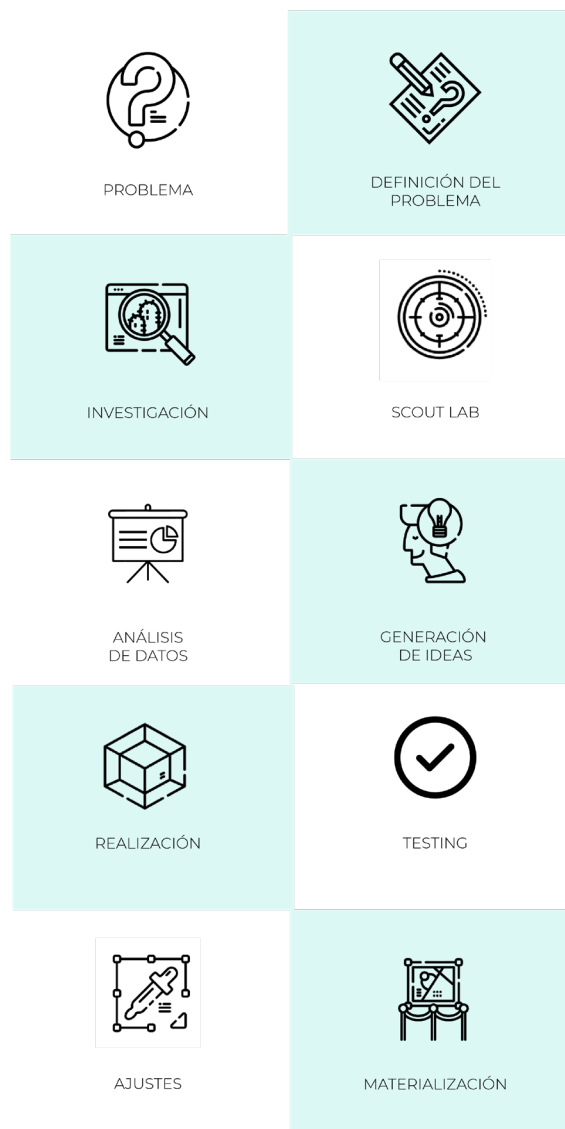 PROBLEMA
DEFINICIÓN DEL
PROBLEMA
INVESTIGACIÓN
SCOUT LAB
ANÁLISIS
DE DATOS
GENERACIÓN
DE IDEAS
REALIZACIÓN
TESTING
AJUSTES
MATERIALIZACIÓN